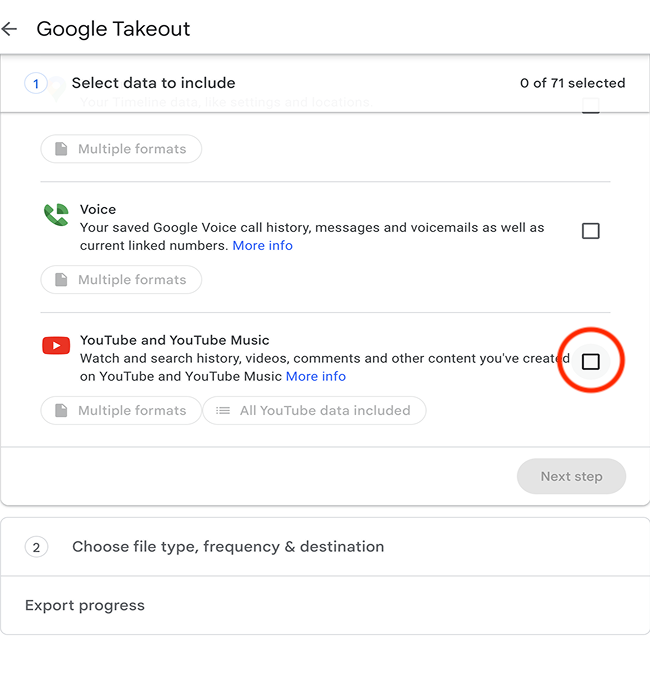 Google Takeout
1 Select data to include 0 of 71 selected
Your Timeline data, like settings and locations.
Multiple formats
Voice
Your saved Google Voice call history, messages and voicemails as well as
current linked numbers. More info
Multiple formats
YouTube and YouTube Music
Watch and search history, videos, comments and other content you've created
on YouTube and YouTube Music More info
Multiple formats All YouTube data included
Next step
2 Choose file type, frequency & destination
Export progress